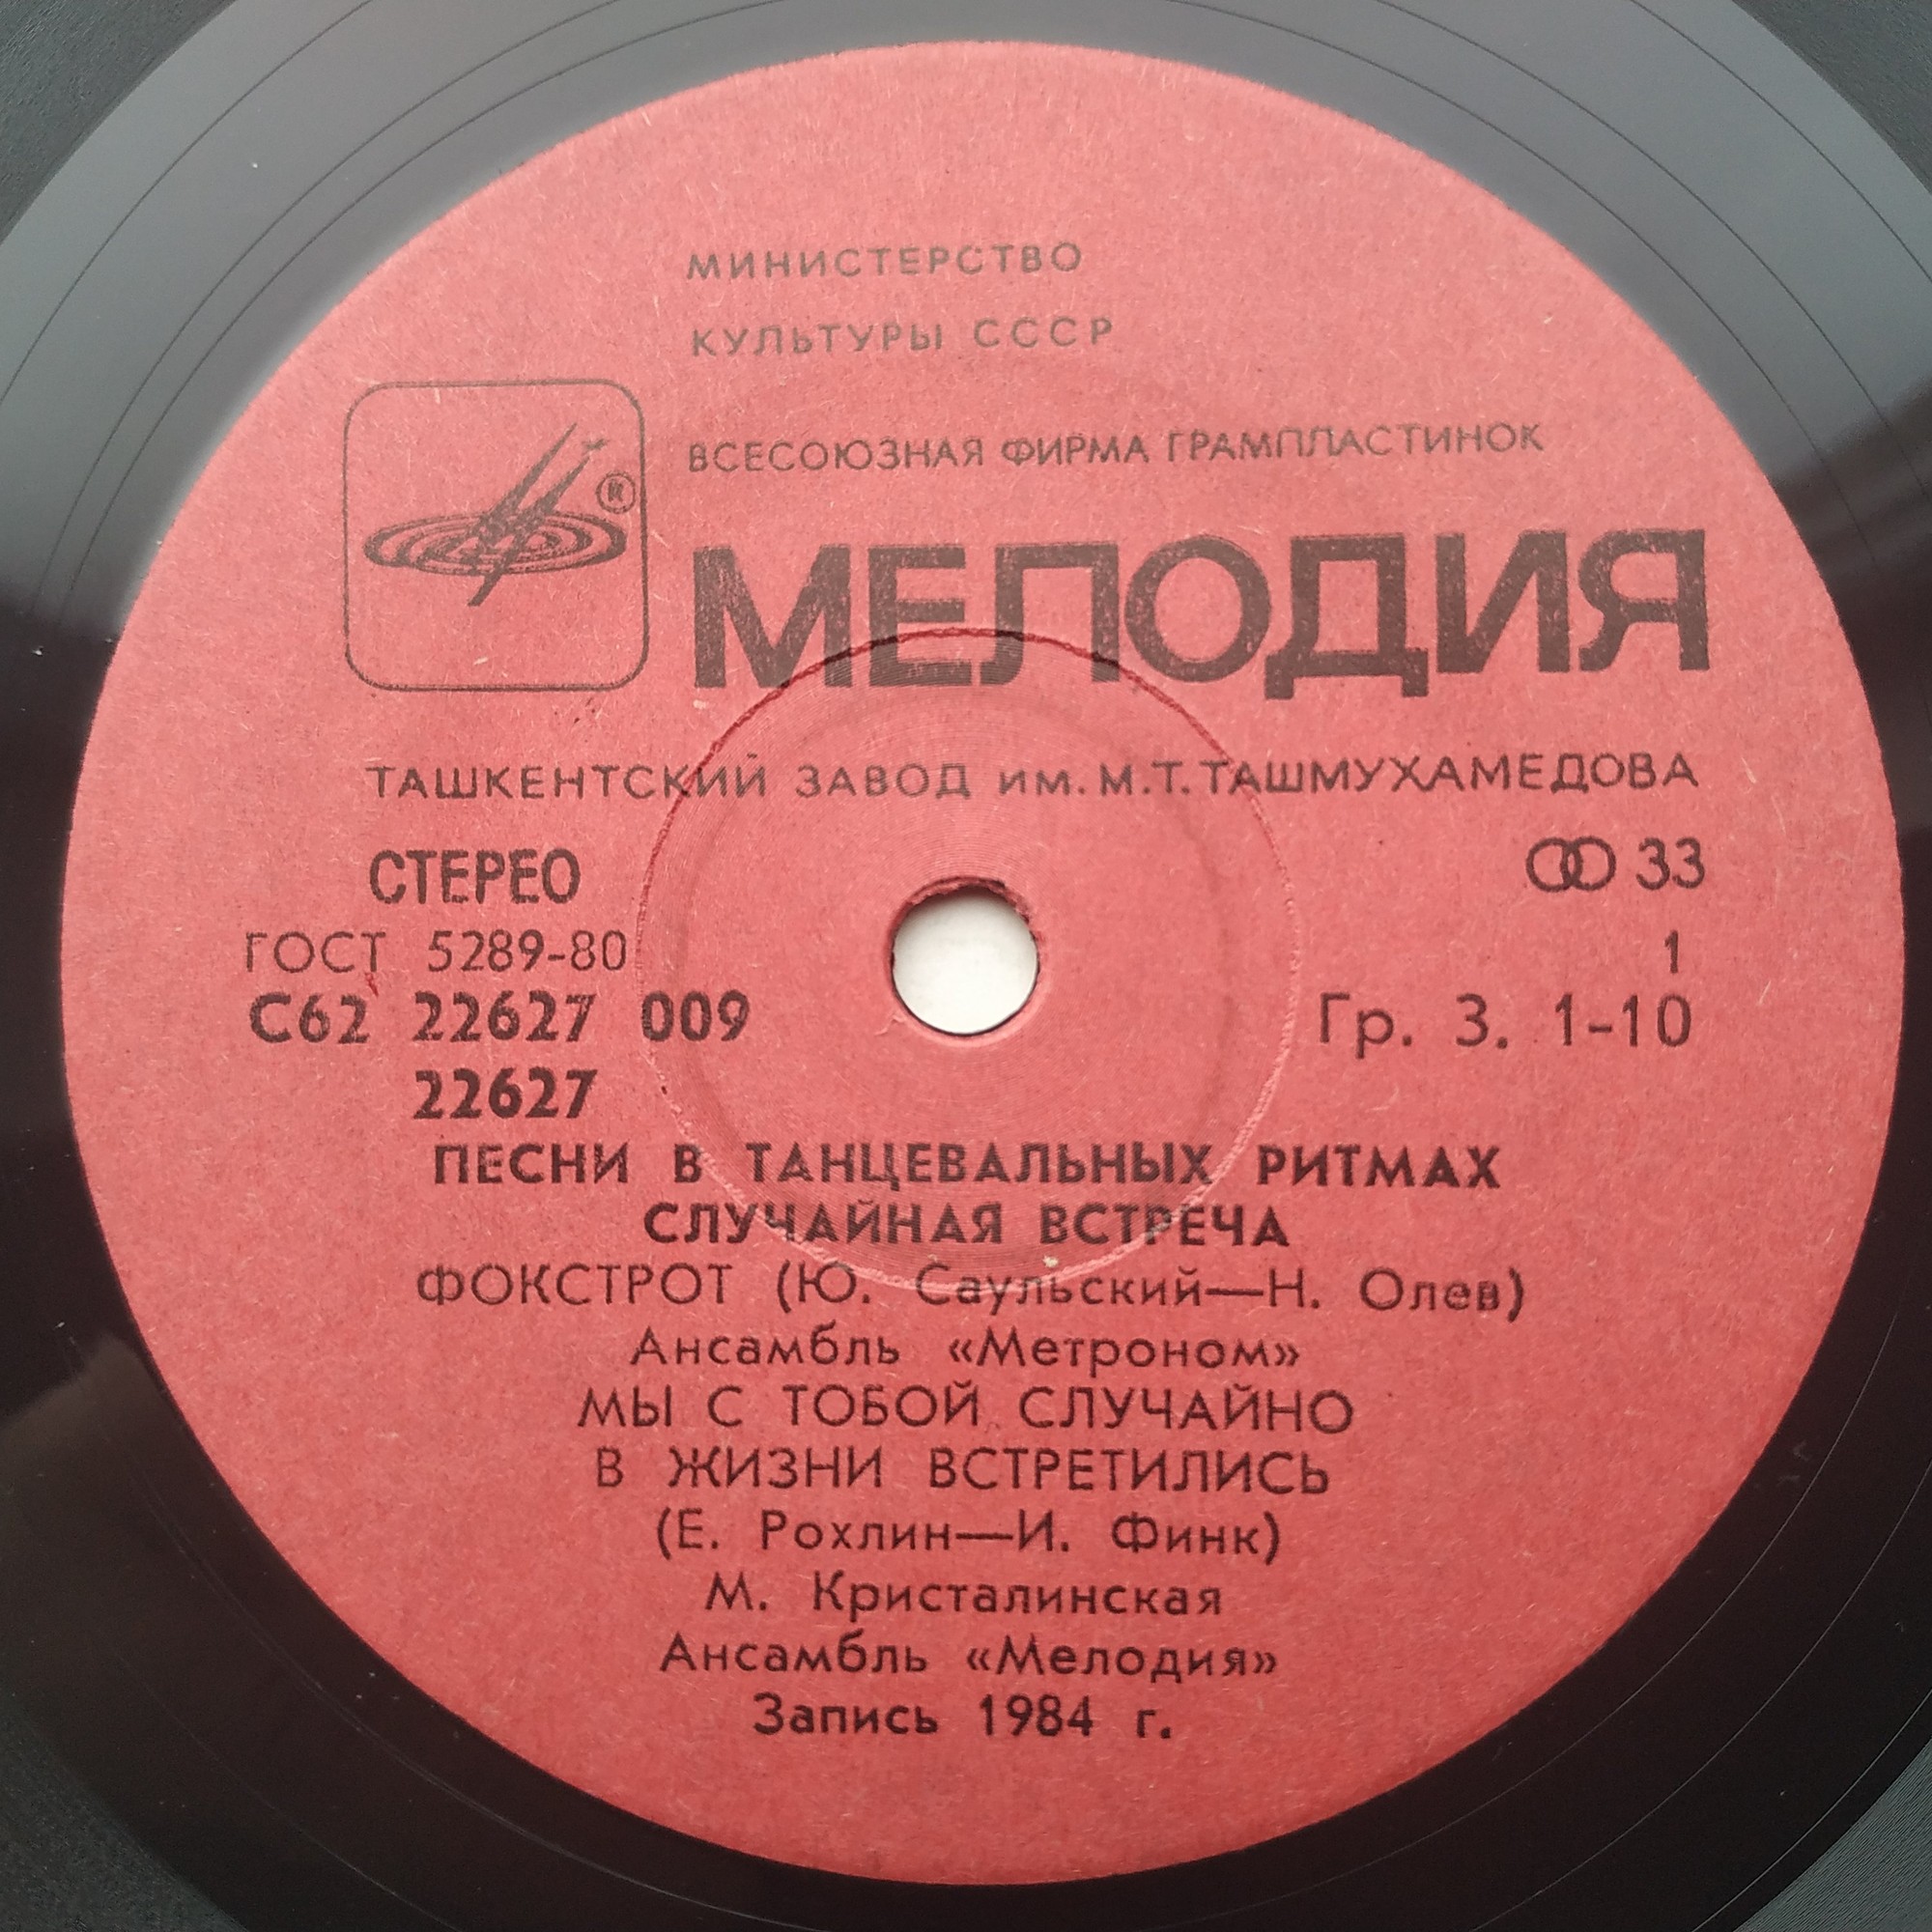 МИНИСТЕРСТВО
КУЛЬТУРЫ СССР
ВСЕСОЮЗНАЯ ФИРМА ГРАМПЛАСТИНОК
®
МЕЛОДИЯ
ТАШКЕНТСКИЙ ЗАВОД им. М.Т. ТАШМУХАМЕДОВА
СТЕРЕО 33
ГОСТ 5289-80 1
С62 22627 009 Гр. 3. 1-10
22627
ПЕСНИ В ТАНЦЕВАЛЬНЫХ РИТМАХ
СЛУЧАЙНАЯ ВСТРЕЧА
ФОКСТРОТ (Ю. Саульский—Н. Олев)
Ансамбль «Метроном»
МЫ С ТОБОЙ СЛУЧАЙНО
В ЖИЗНИ ВСТРЕТИЛИСЬ
(Е. Рохлин—И. Финк)
М. Кристалинская
Ансамбль «Мелодия»
Запись 1984 г.